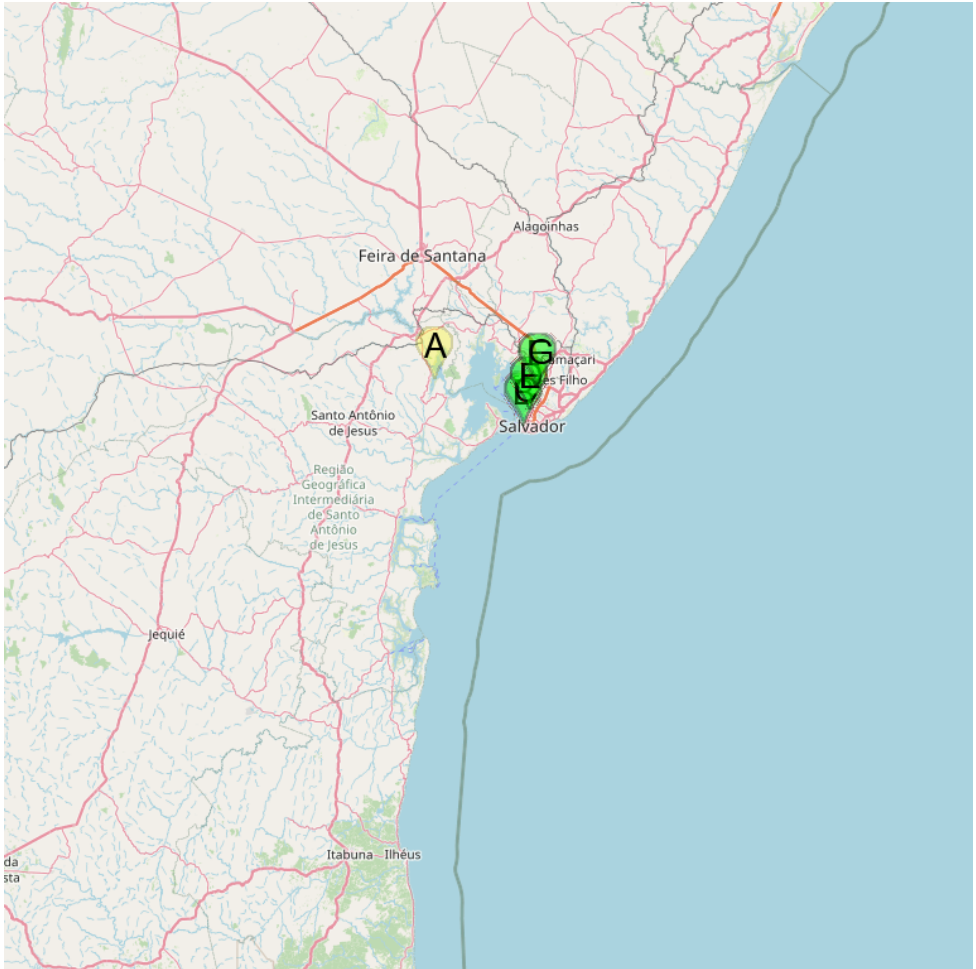 Alagoinhas
Feira de Santana
A
G
maçari
E
es Filho
Santo Antônio
de Jesus
Salvador
Região
Geográfica
Intermediária
de Santo
Antônio
de Jesus
Jequié
Itabuna
Ilhéus
da
sta